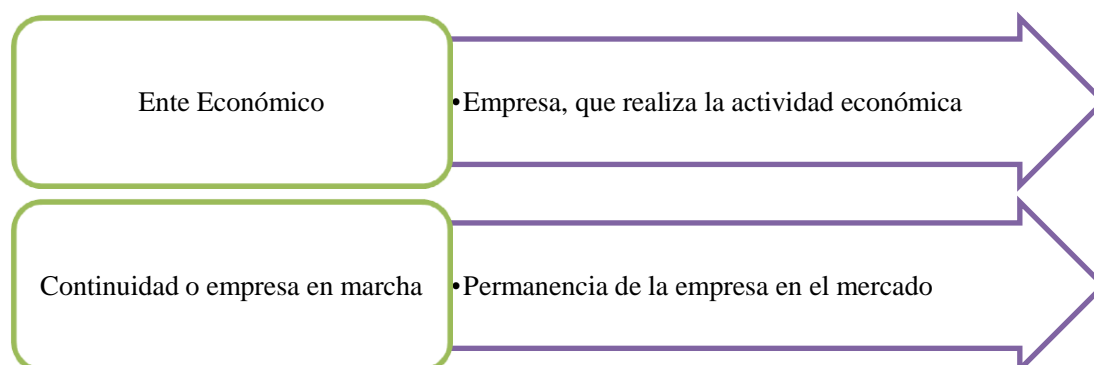 Ente Económico
•Empresa, que realiza la actividad económica
Continuidad o empresa en marcha
•Permanencia de la empresa en el mercado